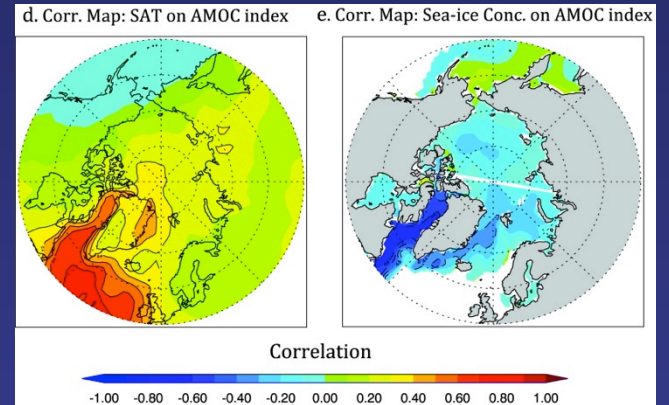 d. Corr. Map: SAT on AMOC index
e. Corr. Map: Sea-ice Conc. on AMOC index
Correlation
-1.00 -0.80 -0.60 -0.40 -0.20 0.00 0.20 0.40 0.60 0.80 1.00